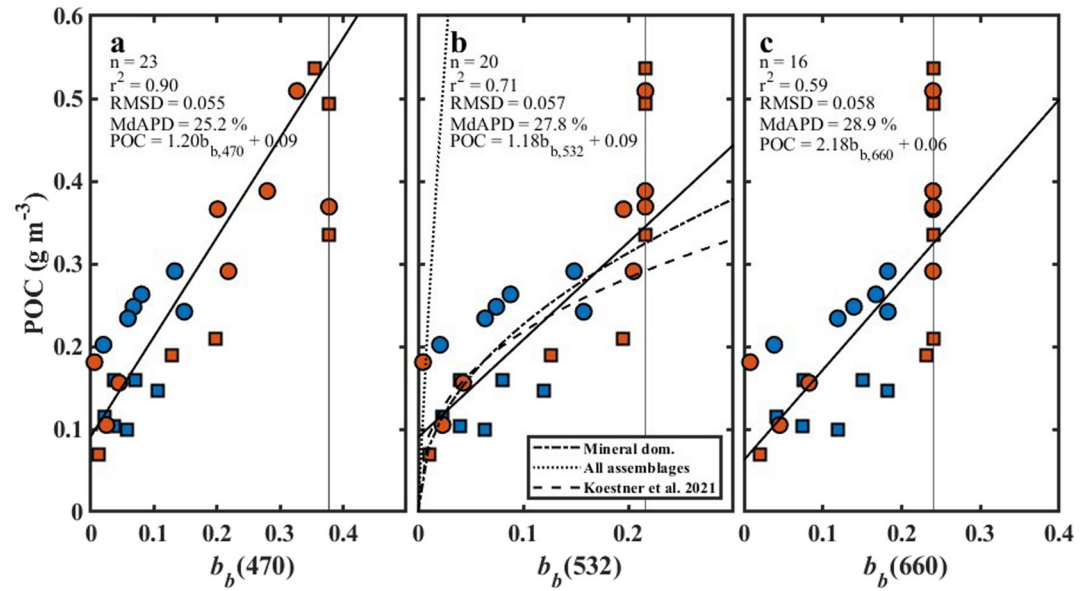 a
n = 23
r² = 0.90
RMSD = 0.055
MdAPD = 25.2 %
POC = 1.20b_b,470 + 0.09
b
n = 20
r² = 0.71
RMSD = 0.057
MdAPD = 27.8 %
POC = 1.18b_b,532 + 0.09
c
n = 16
r² = 0.59
RMSD = 0.058
MdAPD = 28.9 %
POC = 2.18b_b,660 + 0.06
Mineral dom.
All assemblages
Koestner et al. 2021
POC (g m⁻³)
0.6
0.5
0.4
0.3
0.2
0.1
0
0 0.1 0.2 0.3 0.4
0 0.1 0.2
0 0.1 0.2 0.3 0.4
b_b(470)
b_b(532)
b_b(660)